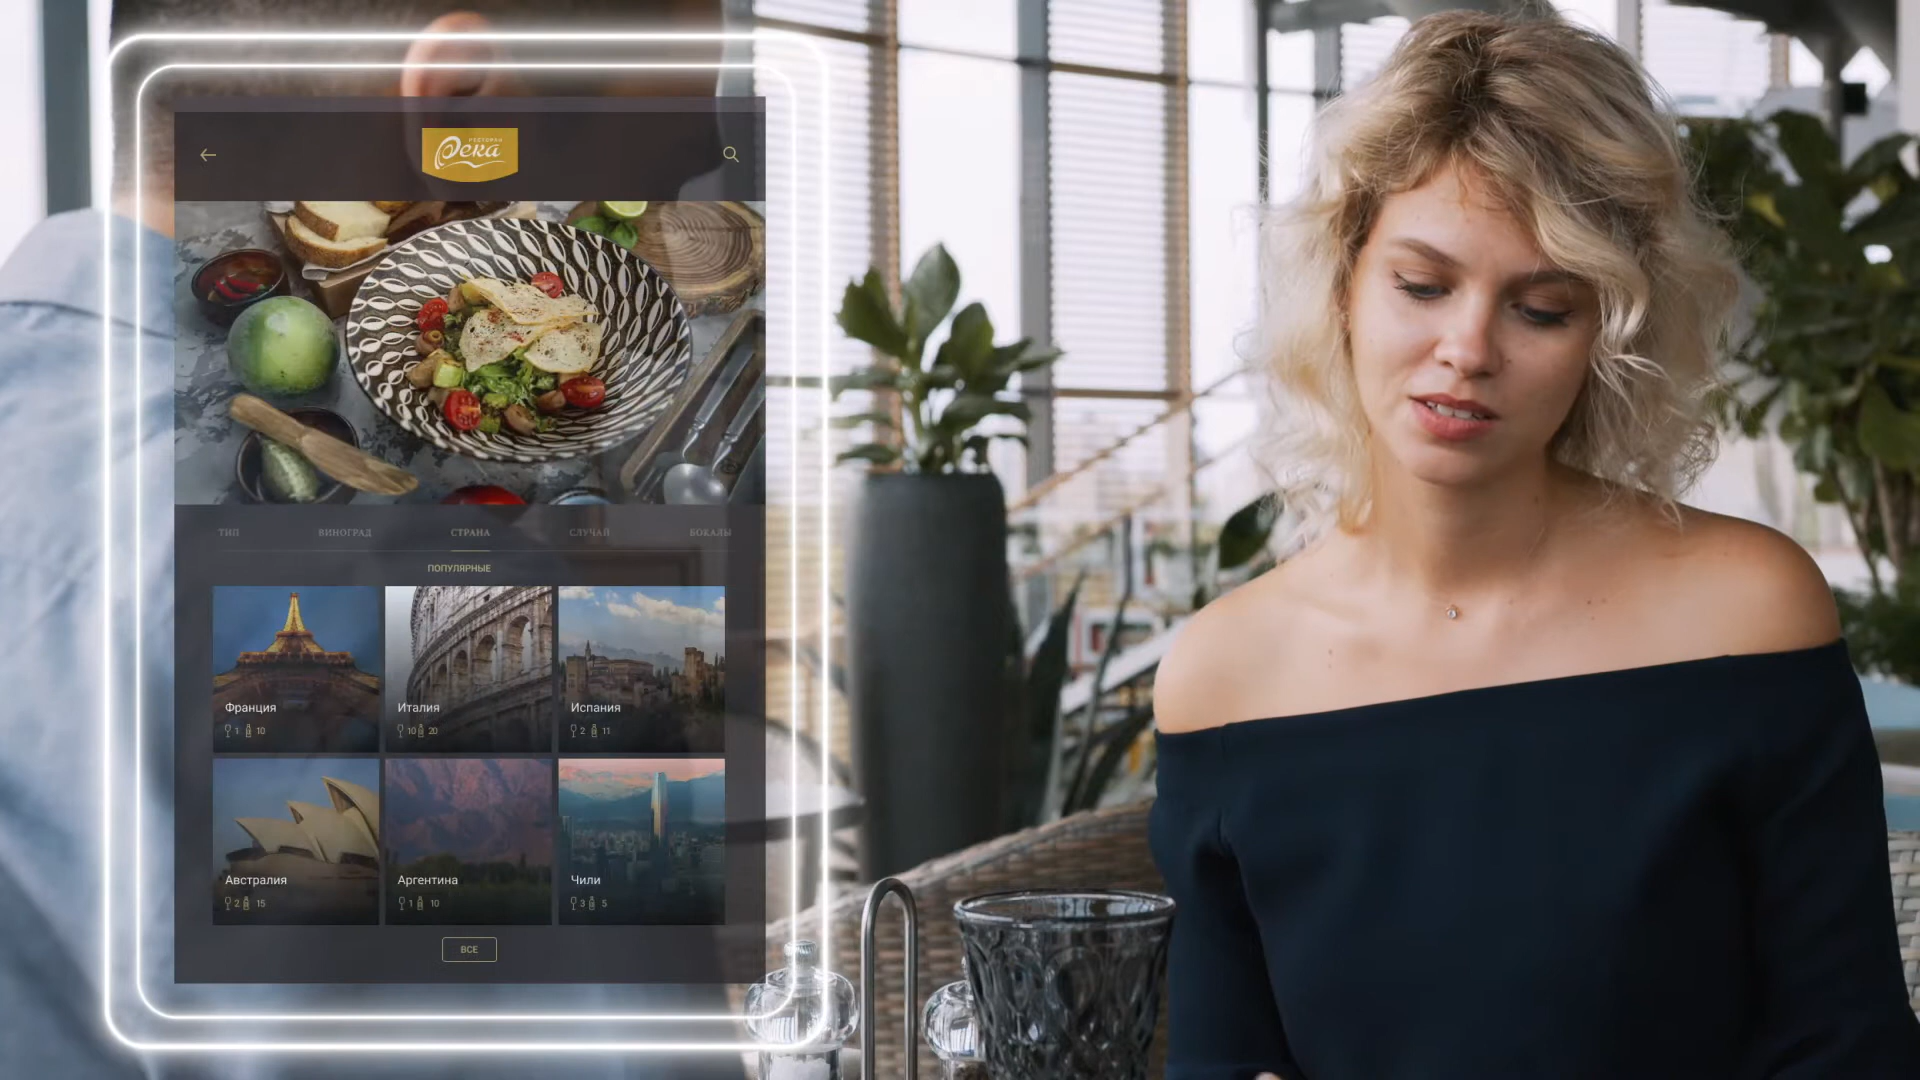 РЕСТОРАН
Река
ТИП ВИНОГРАД СТРАНА СЛУЧАЙ БОКАЛЫ
ПОПУЛЯРНЫЕ
Франция Италия Испания
1 10 10 20 2 11
Австралия Аргентина Чили
2 15 1 10 3 5
ВСЕ